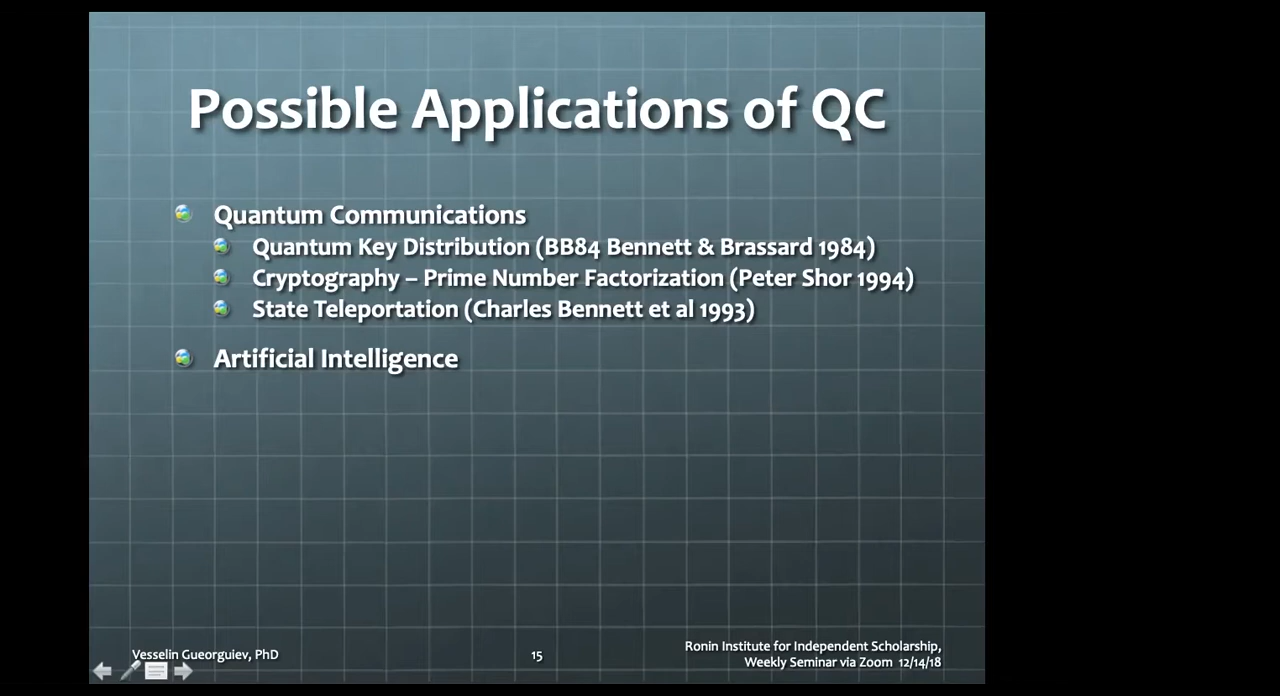 Possible Applications of QC
Quantum Communications
Quantum Key Distribution (BB84 Bennett & Brassard 1984)
Cryptography – Prime Number Factorization (Peter Shor 1994)
State Teleportation (Charles Bennett et al 1993)
Artificial Intelligence
Vesselin Gueorguiev, PhD
15
Ronin Institute for Independent Scholarship,
Weekly Seminar via Zoom 12/14/18